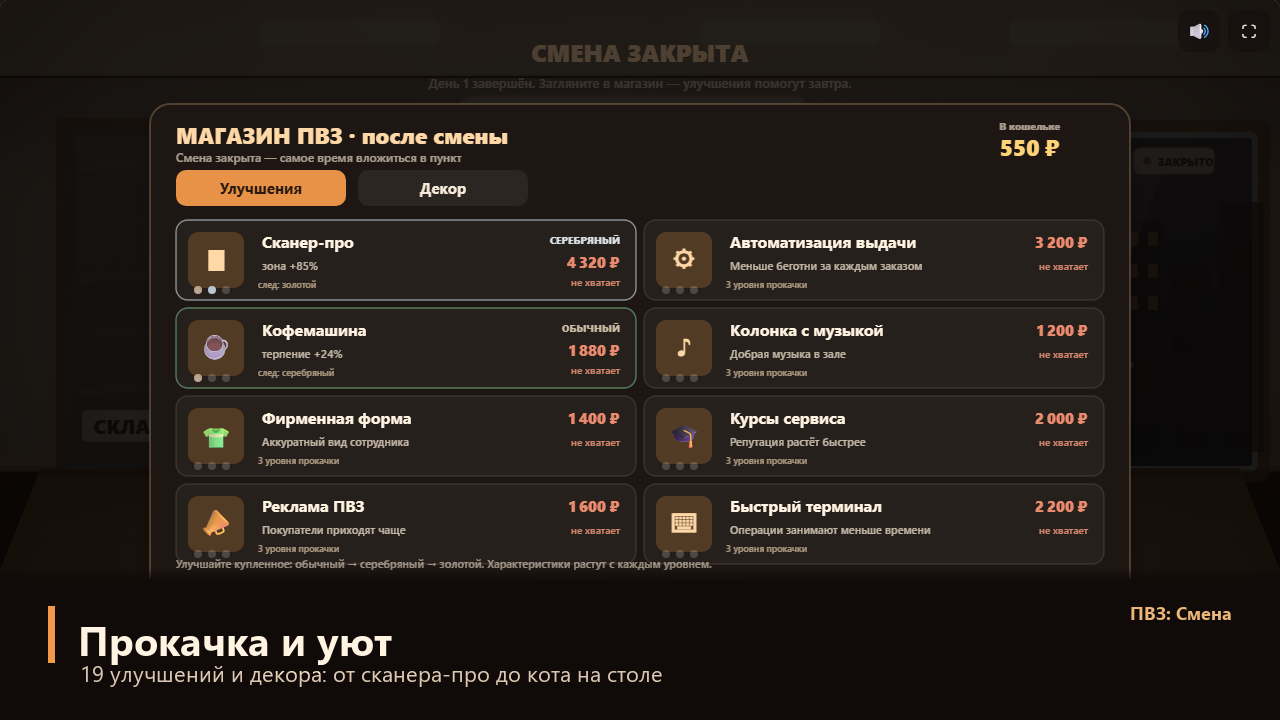 СМЕНА ЗАКРЫТА
День 1 завершён. Загляните в магазин — улучшения помогут завтра.
МАГАЗИН ПВЗ · после смены
Смена закрыта — самое время вложиться в пункт
В кошельке
550 ₽
ЗАКРЫТО
Улучшения
Декор
Сканер-про
СЕРЕБРЯНЫЙ
зона +85%
4 320 ₽
след: золотой
не хватает
Автоматизация выдачи
3 200 ₽
Меньше беготни за каждым заказом
не хватает
3 уровня прокачки
Кофемашина
ОБЫЧНЫЙ
терпение +24%
1 880 ₽
след: серебряный
не хватает
Колонка с музыкой
1 200 ₽
Добрая музыка в зале
не хватает
3 уровня прокачки
СКЛА
Фирменная форма
1 400 ₽
Аккуратный вид сотрудника
не хватает
3 уровня прокачки
Курсы сервиса
2 000 ₽
Репутация растёт быстрее
не хватает
3 уровня прокачки
Реклама ПВЗ
1 600 ₽
Покупатели приходят чаще
не хватает
3 уровня прокачки
Быстрый терминал
2 200 ₽
Операции занимают меньше времени
не хватает
3 уровня прокачки
Улучшайте купленное: обычный → серебряный → золотой. Характеристики растут с каждым уровнем.
ПВЗ: Смена
Прокачка и уют
19 улучшений и декора: от сканера-про до кота на столе